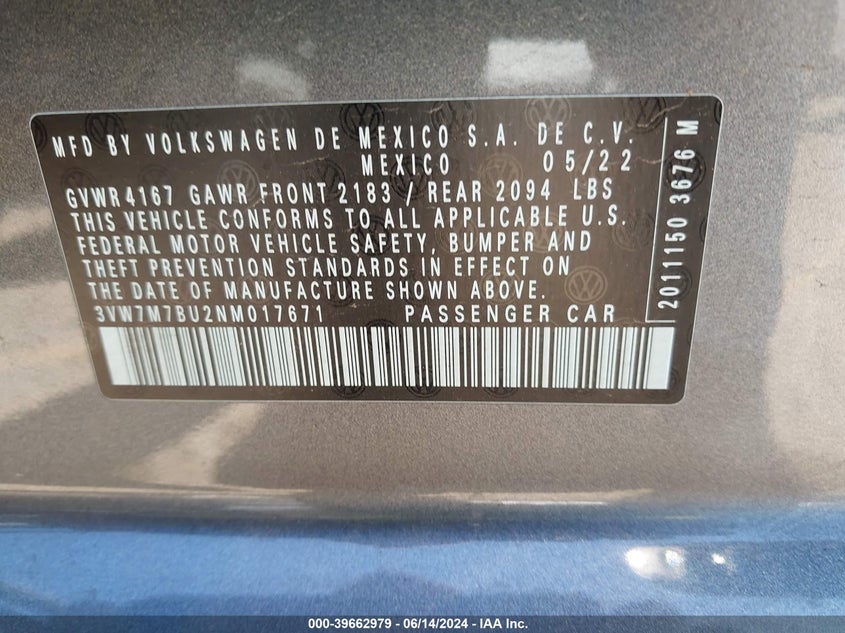 MFD BY VOLKSWAGEN DE MEXICO S.A. DE C.V.
MEXICO 05/22
GVWR 4167 GAWR FRONT 2183 / REAR 2094 LBS
THIS VEHICLE CONFORMS TO ALL APPLICABLE U.S.
FEDERAL MOTOR VEHICLE SAFETY, BUMPER AND
THEFT PREVENTION STANDARDS IN EFFECT ON
THE DATE OF MANUFACTURE SHOWN ABOVE.
3VW7M7BU2NM017671 PASSENGER CAR
2011150 3676 M
000-39662979 - 06/14/2024 - IAA Inc.